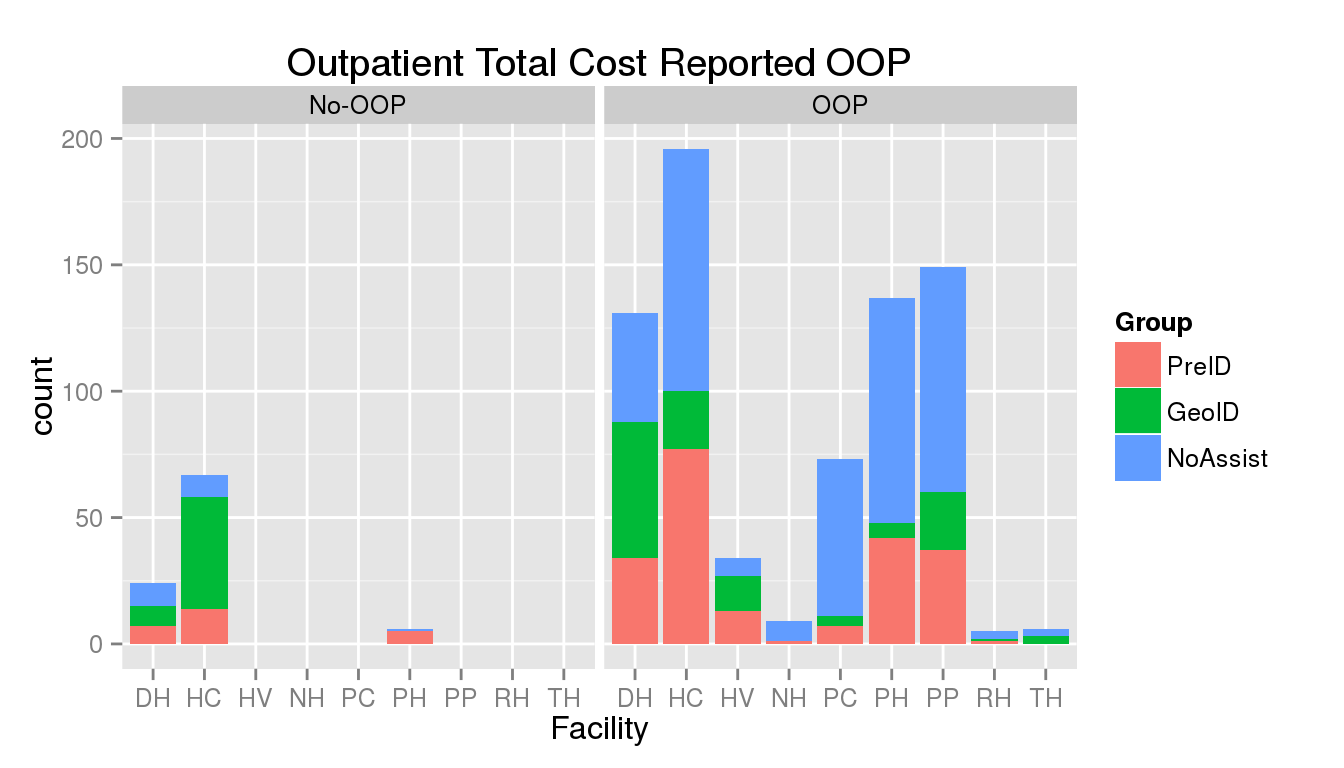 Outpatient Total Cost Reported OOP
No-OOP OOP
200
150
100
50
0
count
DH HC HV NH PC PH PP RH TH DH HC HV NH PC PH PP RH TH
Facility
Group
PreID
GeoID
NoAssist